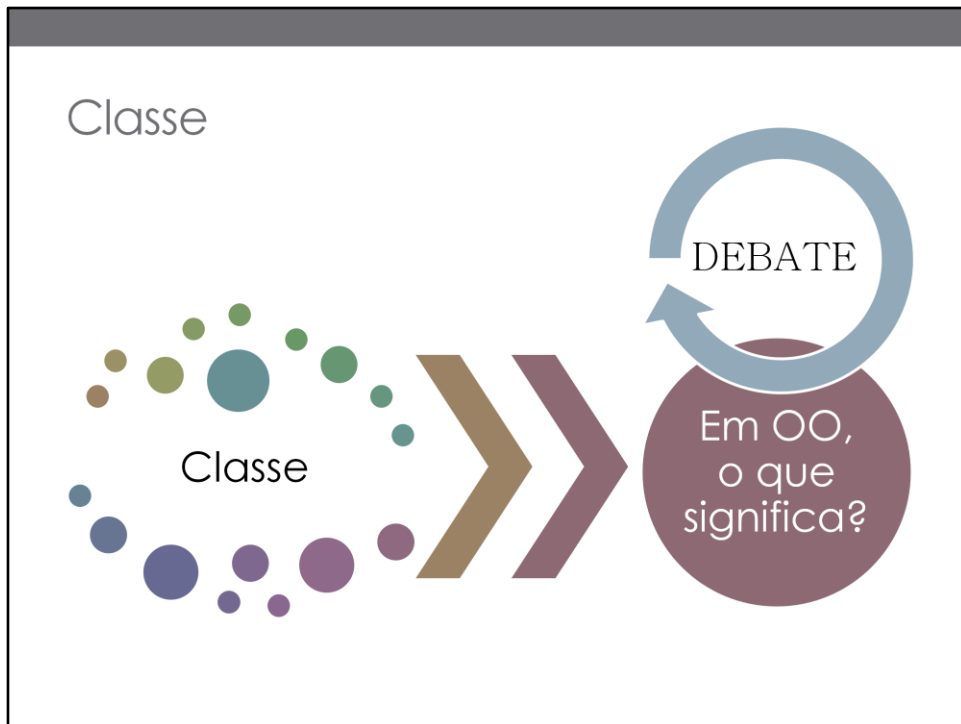 Classe
DEBATE
Classe
Em OO,
o que
significa?